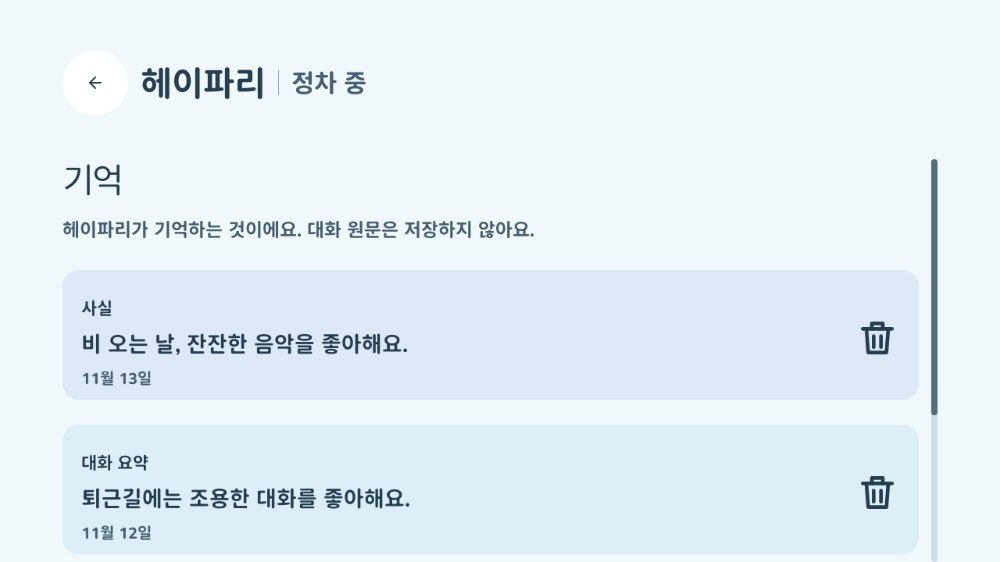 헤이파리 | 정차 중
기억
헤이파리가 기억하는 것이에요. 대화 원문은 저장하지 않아요.
사실
비 오는 날, 잔잔한 음악을 좋아해요.
11월 13일
대화 요약
퇴근길에는 조용한 대화를 좋아해요.
11월 12일